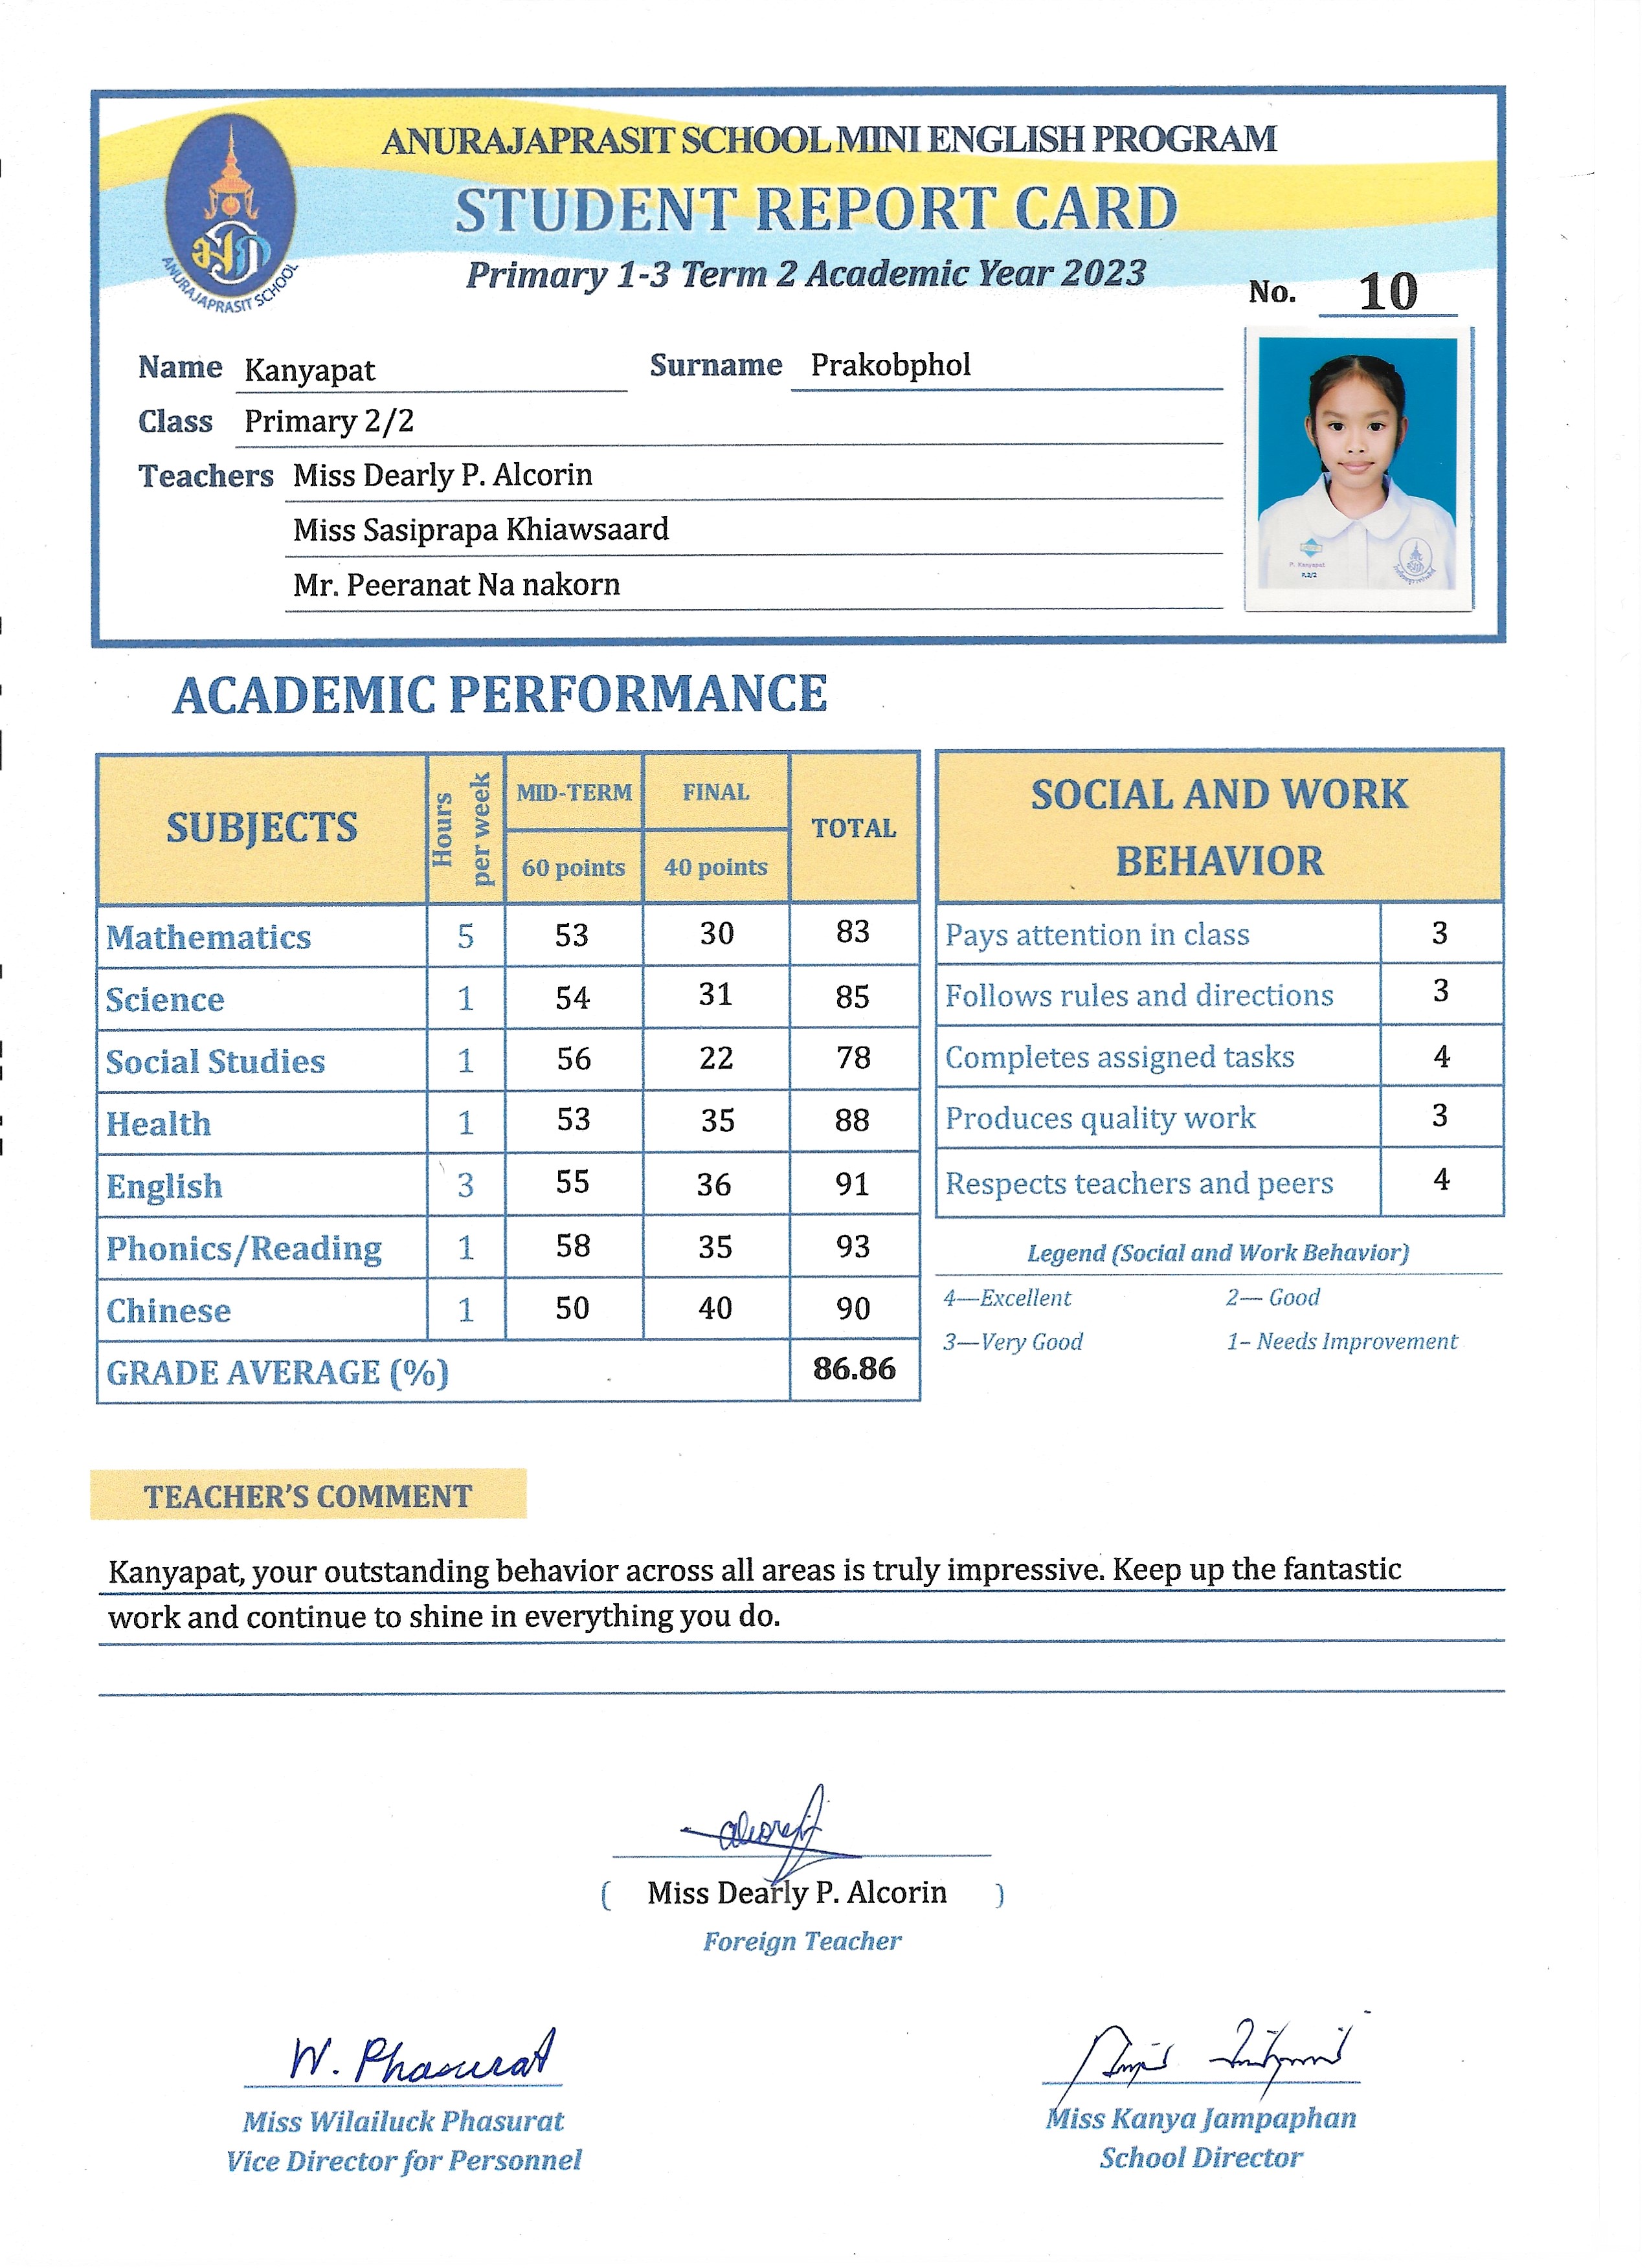 ANURAJAPRASIT SCHOOL MINI ENGLISH PROGRAM
STUDENT REPORT CARD
Primary 1-3 Term 2 Academic Year 2023
ANURAJAPRASIT SCHOOL
No. 10
Name Kanyapat Surname Prakobphol
Class Primary 2/2
Teachers Miss Dearly P. Alcorin
Miss Sasiprapa Khiawsaard
Mr. Peeranat Na nakorn
P. Kanyapat
P.2/2
ACADEMIC PERFORMANCE
SUBJECTS Hours per week MID-TERM FINAL TOTAL
60 points 40 points
Mathematics 5 53 30 83
Science 1 54 31 85
Social Studies 1 56 22 78
Health 1 53 35 88
English 3 55 36 91
Phonics/Reading 1 58 35 93
Chinese 1 50 40 90
GRADE AVERAGE (%) 86.86
SOCIAL AND WORK
BEHAVIOR
Pays attention in class 3
Follows rules and directions 3
Completes assigned tasks 4
Produces quality work 3
Respects teachers and peers 4
Legend (Social and Work Behavior)
4—Excellent 2— Good
3—Very Good 1– Needs Improvement
TEACHER'S COMMENT
Kanyapat, your outstanding behavior across all areas is truly impressive. Keep up the fantastic
work and continue to shine in everything you do.
( Miss Dearly P. Alcorin )
Foreign Teacher
W. Phasurat
Miss Wilailuck Phasurat
Vice Director for Personnel
Miss Kanya Jampaphan
School Director